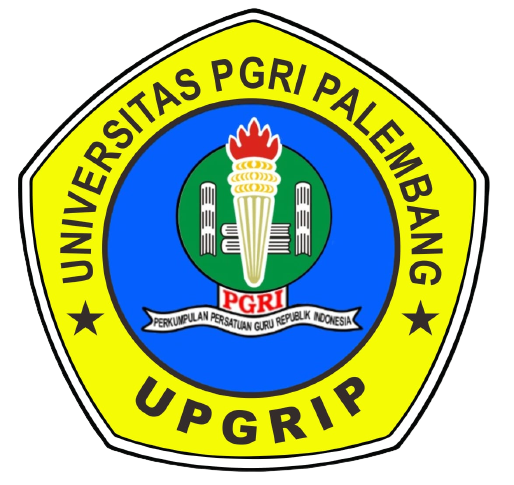 UNIVERSITAS PGRI PALEMBANG
PGRI
PERKUMPULAN PERSATUAN GURU REPUBLIK INDONESIA
UPGRIP